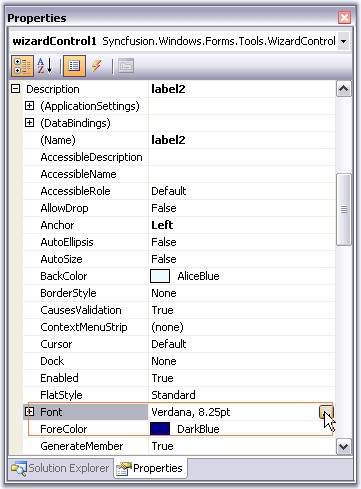 Properties
wizardControl1 Syncfusion.Windows.Forms.Tools.WizardControl
Description label2
(ApplicationSettings)
(DataBindings)
(Name) label2
AccessibleDescription
AccessibleName
AccessibleRole Default
AllowDrop False
Anchor Left
AutoEllipsis False
AutoSize False
BackColor AliceBlue
BorderStyle None
CausesValidation True
ContextMenuStrip (none)
Cursor Default
Dock None
Enabled True
FlatStyle Standard
Font Verdana, 8.25pt
ForeColor DarkBlue
GenerateMember True
Solution Explorer Properties